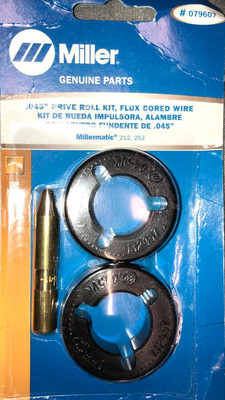 # 079607
Miller
GENUINE PARTS
.045" DRIVE ROLL KIT, FLUX CORED WIRE
KIT DE RUEDA IMPULSORA, ALAMBRE
FUNDENTE DE .045"
Millermatic® 212, 252